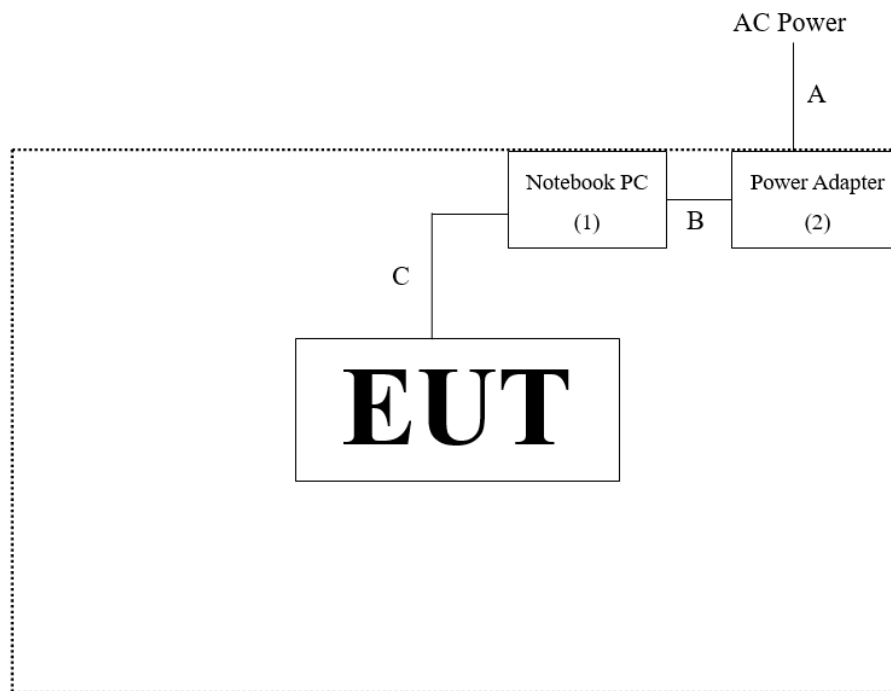 AC Power
A
Notebook PC
(1)
B
Power Adapter
(2)
C
EUT